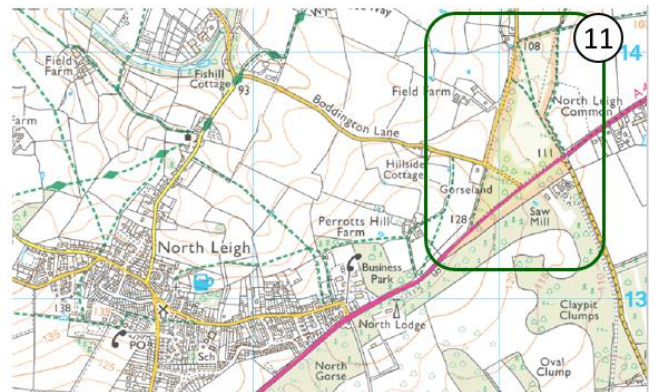 11
14
108
Field
Farm
Fishill
Cottage
93
Field Farm
North Leigh
Common
Boddington Lane
111
Hillside
Cottage
Gorseland
Saw
Mill
128
Perrotts Hill
Farm
North Leigh
Business
Park
13
Claypit
Clumps
138
135
North Lodge
PO
Sch
125
North
Gorse
Oval
Clump